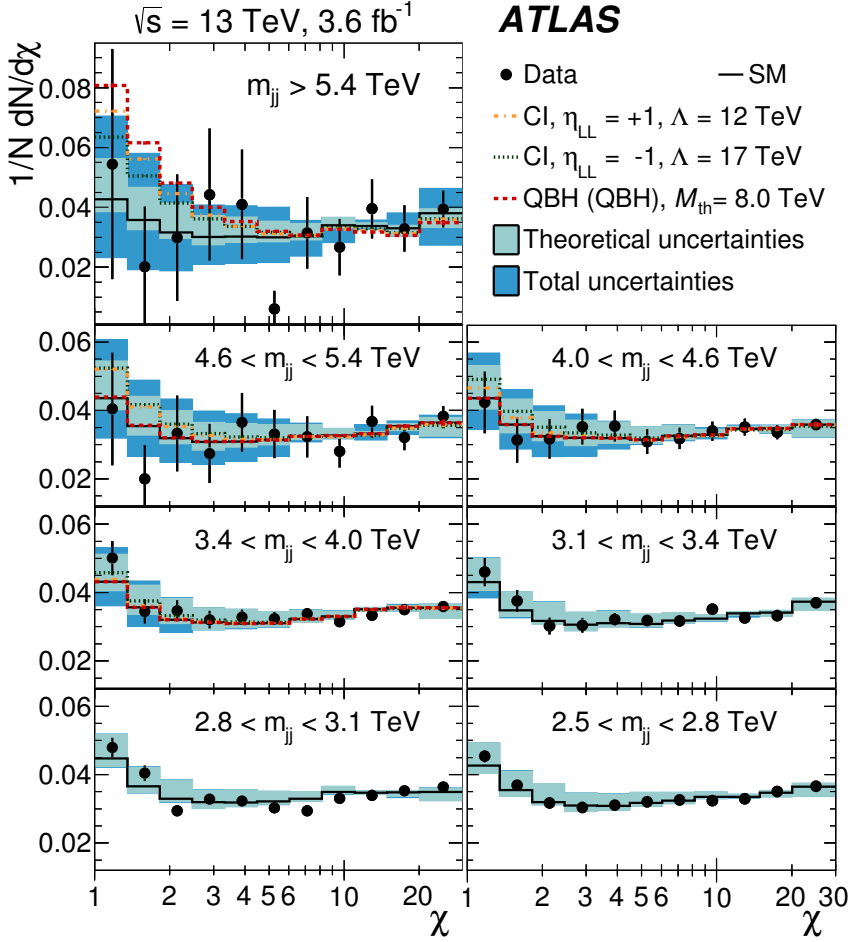 √s = 13 TeV, 3.6 fb⁻¹
ATLAS
Data
SM
CI, η_LL = +1, Λ = 12 TeV
CI, η_LL = -1, Λ = 17 TeV
QBH (QBH), M_th = 8.0 TeV
Theoretical uncertainties
Total uncertainties
1/N dN/dχ
m_jj > 5.4 TeV
0.08
0.06
0.04
0.02
4.6 < m_jj < 5.4 TeV
0.06
0.04
0.02
4.0 < m_jj < 4.6 TeV
3.4 < m_jj < 4.0 TeV
0.06
0.04
0.02
3.1 < m_jj < 3.4 TeV
2.8 < m_jj < 3.1 TeV
0.06
0.04
0.02
2.5 < m_jj < 2.8 TeV
1 2 3 4 5 6 10 20
1 2 3 4 5 6 10 20 30
χ
χ